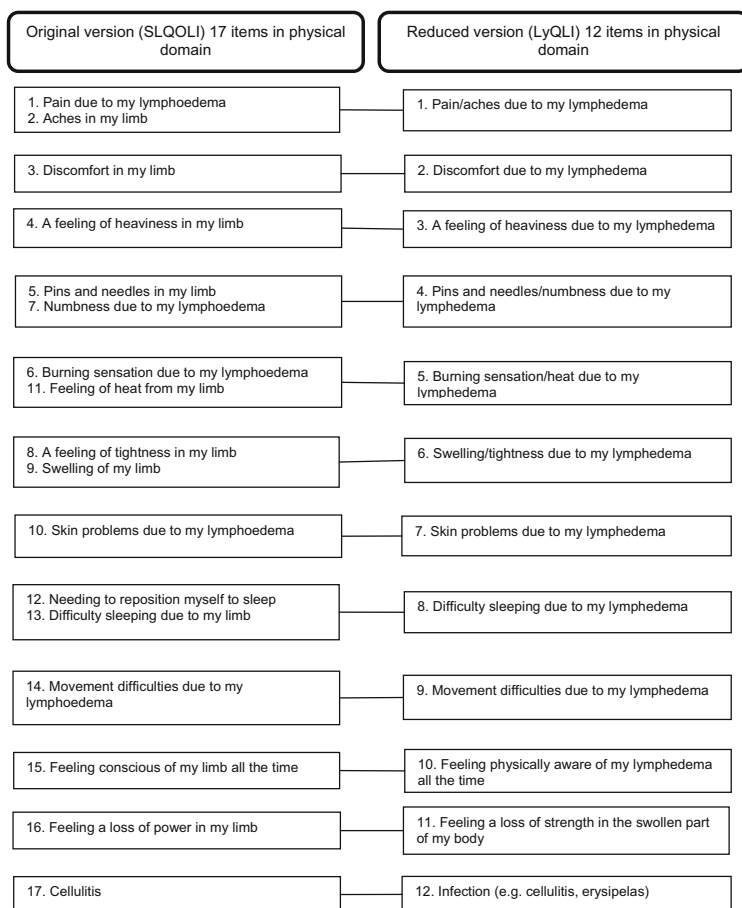 Original version (SLQOLI) 17 items in physical
domain
Reduced version (LyQLI) 12 items in physical
domain
1. Pain due to my lymphoedema
2. Aches in my limb
1. Pain/aches due to my lymphedema
3. Discomfort in my limb
2. Discomfort due to my lymphedema
4. A feeling of heaviness in my limb
3. A feeling of heaviness due to my lymphedema
5. Pins and needles in my limb
7. Numbness due to my lymphoedema
4. Pins and needles/numbness due to my
lymphedema
6. Burning sensation due to my lymphoedema
11. Feeling of heat from my limb
5. Burning sensation/heat due to my
lymphedema
8. A feeling of tightness in my limb
9. Swelling of my limb
6. Swelling/tightness due to my lymphedema
10. Skin problems due to my lymphoedema
7. Skin problems due to my lymphedema
12. Needing to reposition myself to sleep
13. Difficulty sleeping due to my limb
8. Difficulty sleeping due to my lymphedema
14. Movement difficulties due to my
lymphoedema
9. Movement difficulties due to my lymphedema
15. Feeling conscious of my limb all the time
10. Feeling physically aware of my lymphedema
all the time
16. Feeling a loss of power in my limb
11. Feeling a loss of strength in the swollen part
of my body
17. Cellulitis
12. Infection (e.g. cellulitis, erysipelas)